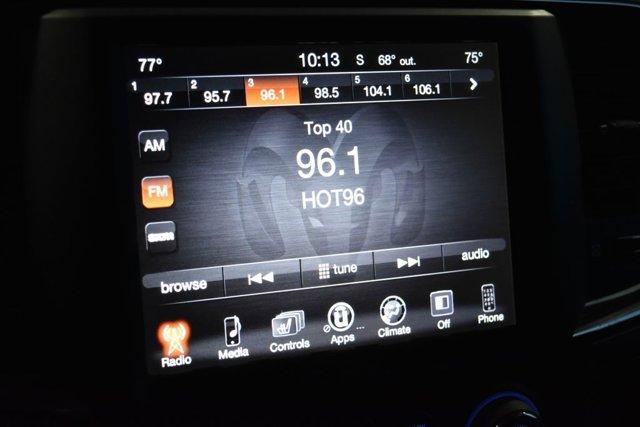 77° 10:13 S 68° out. 75°
1 97.7 2 95.7 3 96.1 4 98.5 5 104.1 6 106.1
Top 40
AM
96.1
FM
HOT96
browse tune audio
Radio Media Controls Apps Climate Off Phone